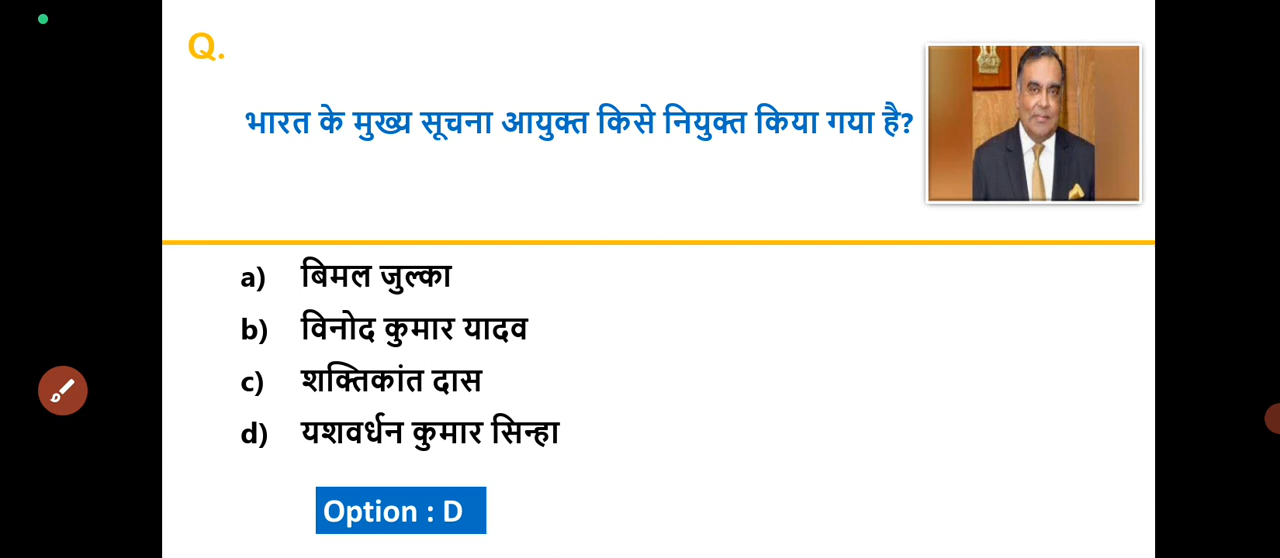 Q.
भारत के मुख्य सूचना आयुक्त किसे नियुक्त किया गया है?
a) बिमल जुल्का
b) विनोद कुमार यादव
c) शक्तिकांत दास
d) यशवर्धन कुमार सिन्हा
Option : D